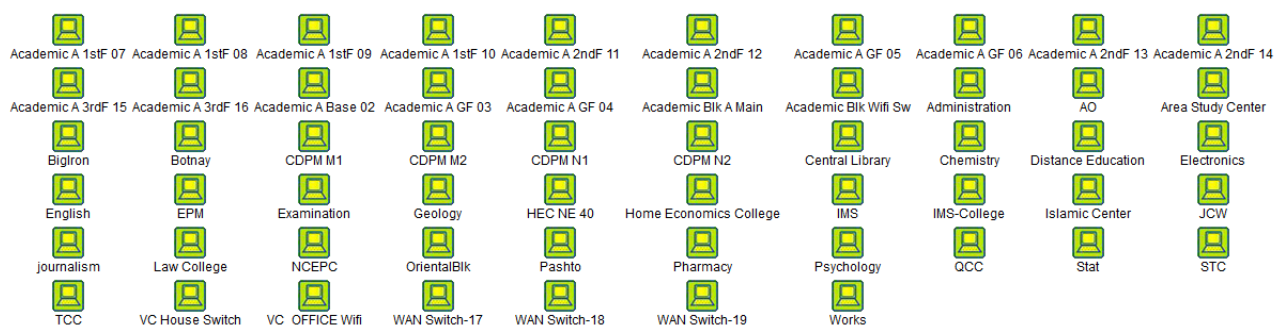 Academic A 1stF 07 Academic A 1stF 08 Academic A 1stF 09 Academic A 1stF 10 Academic A 2ndF 11 Academic A 2ndF 12 Academic A GF 05 Academic A GF 06 Academic A 2ndF 13 Academic A 2ndF 14
Academic A 3rdF 15 Academic A 3rdF 16 Academic A Base 02 Academic A GF 03 Academic A GF 04 Academic Blk A Main Academic Blk Wifi Sw Administration AO Area Study Center
BigIron Botnay CDPM M1 CDPM M2 CDPM N1 CDPM N2 Central Library Chemistry Distance Education Electronics
English EPM Examination Geology HEC NE 40 Home Economics College IMS IMS-College Islamic Center JCW
journalism Law College NCEPC OrientalBlk Pashto Pharmacy Psychology QCC Stat STC
TCC VC House Switch VC OFFICE Wifi WAN Switch-17 WAN Switch-18 WAN Switch-19 Works